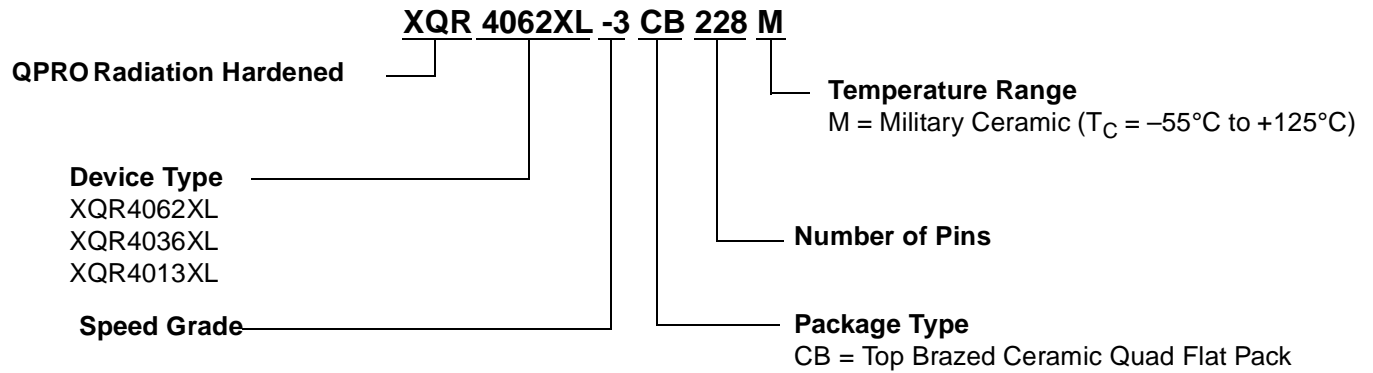 XQR 4062XL -3 CB 228 M
QPRO Radiation Hardened
Temperature Range
M = Military Ceramic (TC = –55°C to +125°C)
Device Type
XQR4062XL
XQR4036XL
XQR4013XL
Number of Pins
Speed Grade
Package Type
CB = Top Brazed Ceramic Quad Flat Pack